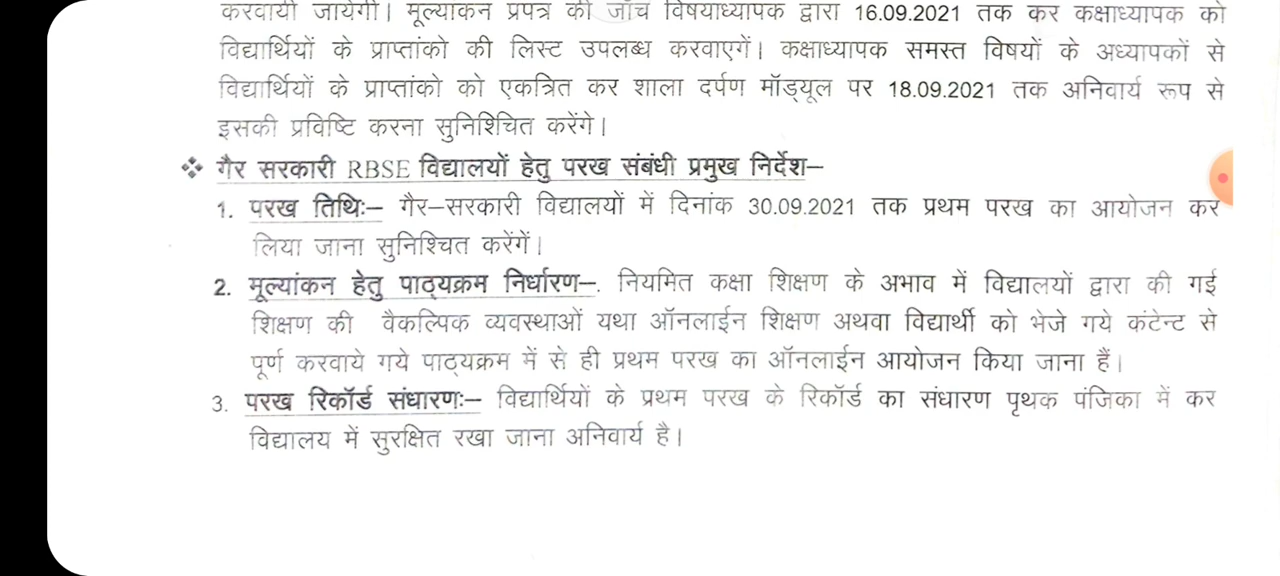 करवायी जायेगी। मूल्यांकन प्रपत्र की जाँच विषयाध्यापक द्वारा 16.09.2021 तक कर कक्षाध्यापक को
विद्यार्थियों के प्राप्तांको की लिस्ट उपलब्ध करवाएगें। कक्षाध्यापक समस्त विषयों के अध्यापकों से
विद्यार्थियों के प्राप्तांको को एकत्रित कर शाला दर्पण मॉड्यूल पर 18.09.2021 तक अनिवार्य रूप से
इसकी प्रविष्टि करना सुनिश्चित करेंगे।
❖ गैर सरकारी RBSE विद्यालयों हेतु परख संबंधी प्रमुख निर्देश–
1. परख तिथिः– गैर–सरकारी विद्यालयों में दिनांक 30.09.2021 तक प्रथम परख का आयोजन कर
लिया जाना सुनिश्चित करेंगें।
2. मूल्यांकन हेतु पाठ्यक्रम निर्धारण–. नियमित कक्षा शिक्षण के अभाव में विद्यालयों द्वारा की गई
शिक्षण की वैकल्पिक व्यवस्थाओं यथा ऑनलाईन शिक्षण अथवा विद्यार्थी को भेजे गये कंटेन्ट से
पूर्ण करवाये गये पाठ्यक्रम में से ही प्रथम परख का ऑनलाईन आयोजन किया जाना हैं।
3. परख रिकॉर्ड संधारणः– विद्यार्थियों के प्रथम परख के रिकॉर्ड का संधारण पृथक पंजिका में कर
विद्यालय में सुरक्षित रखा जाना अनिवार्य है।